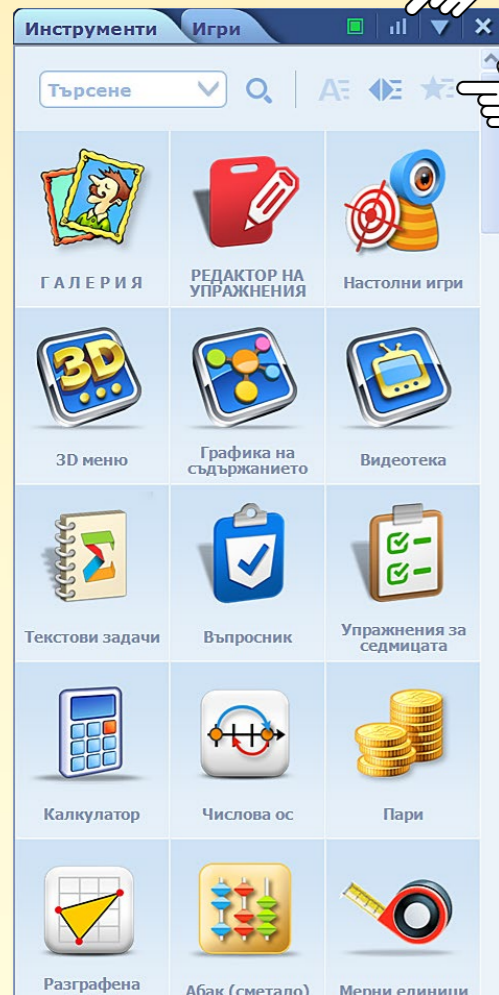 Инструменти
Игри
Търсене
A
ГАЛЕРИЯ
РЕДАКТОР НА
УПРАЖНЕНИЯ
Настолни игри
3D
3D меню
Графика на
съдържанието
Видеотека
Текстови задачи
Въпросник
Упражнения за
седмицата
Калкулатор
Числова ос
Пари
Разграфена
Абак (сметало)
Мерни единици